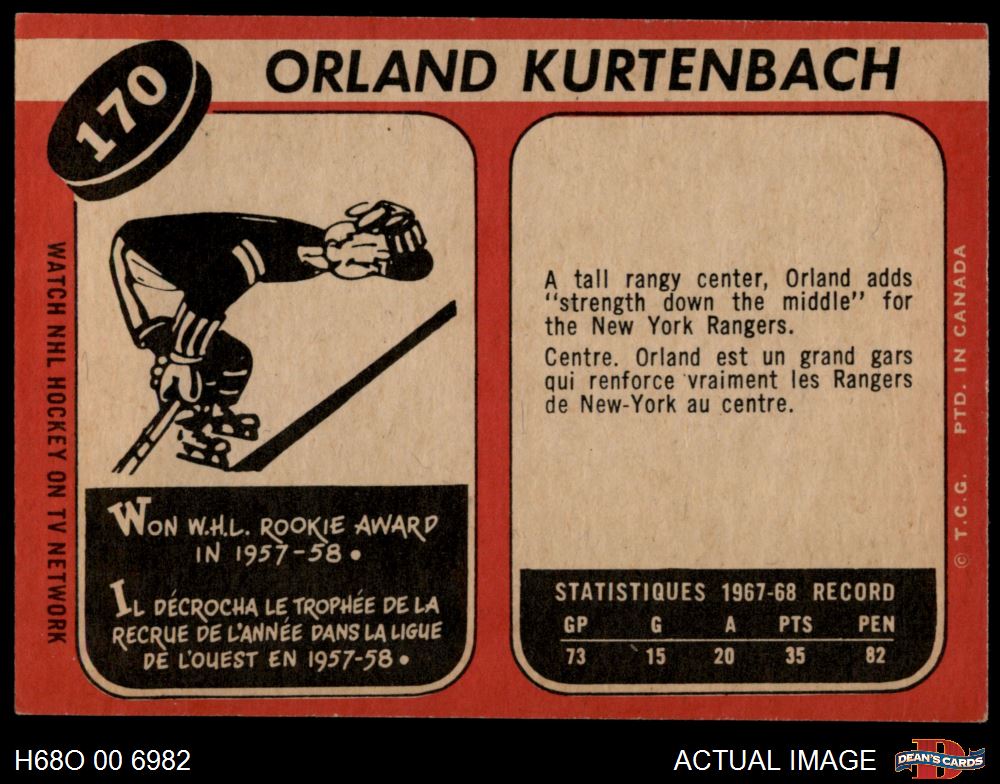 170
ORLAND KURTENBACH
WATCH NHL HOCKEY ON TV NETWORK
WON W.H.L. ROOKIE AWARD
IN 1957-58 •
IL DÉCROCHA LE TROPHÉE DE LA
RECRUE DE L'ANNÉE DANS LA LIGUE
DE L'OUEST EN 1957-58 •
A tall rangy center, Orland adds
"strength down the middle" for
the New York Rangers.
Centre. Orland est un grand gars
qui renforce vraiment les Rangers
de New-York au centre.
STATISTIQUES 1967-68 RECORD
GP G A PTS PEN
73 15 20 35 82
© T.C.G. PTD. IN CANADA
H68O 00 6982
ACTUAL IMAGE
DEAN'S CARDS